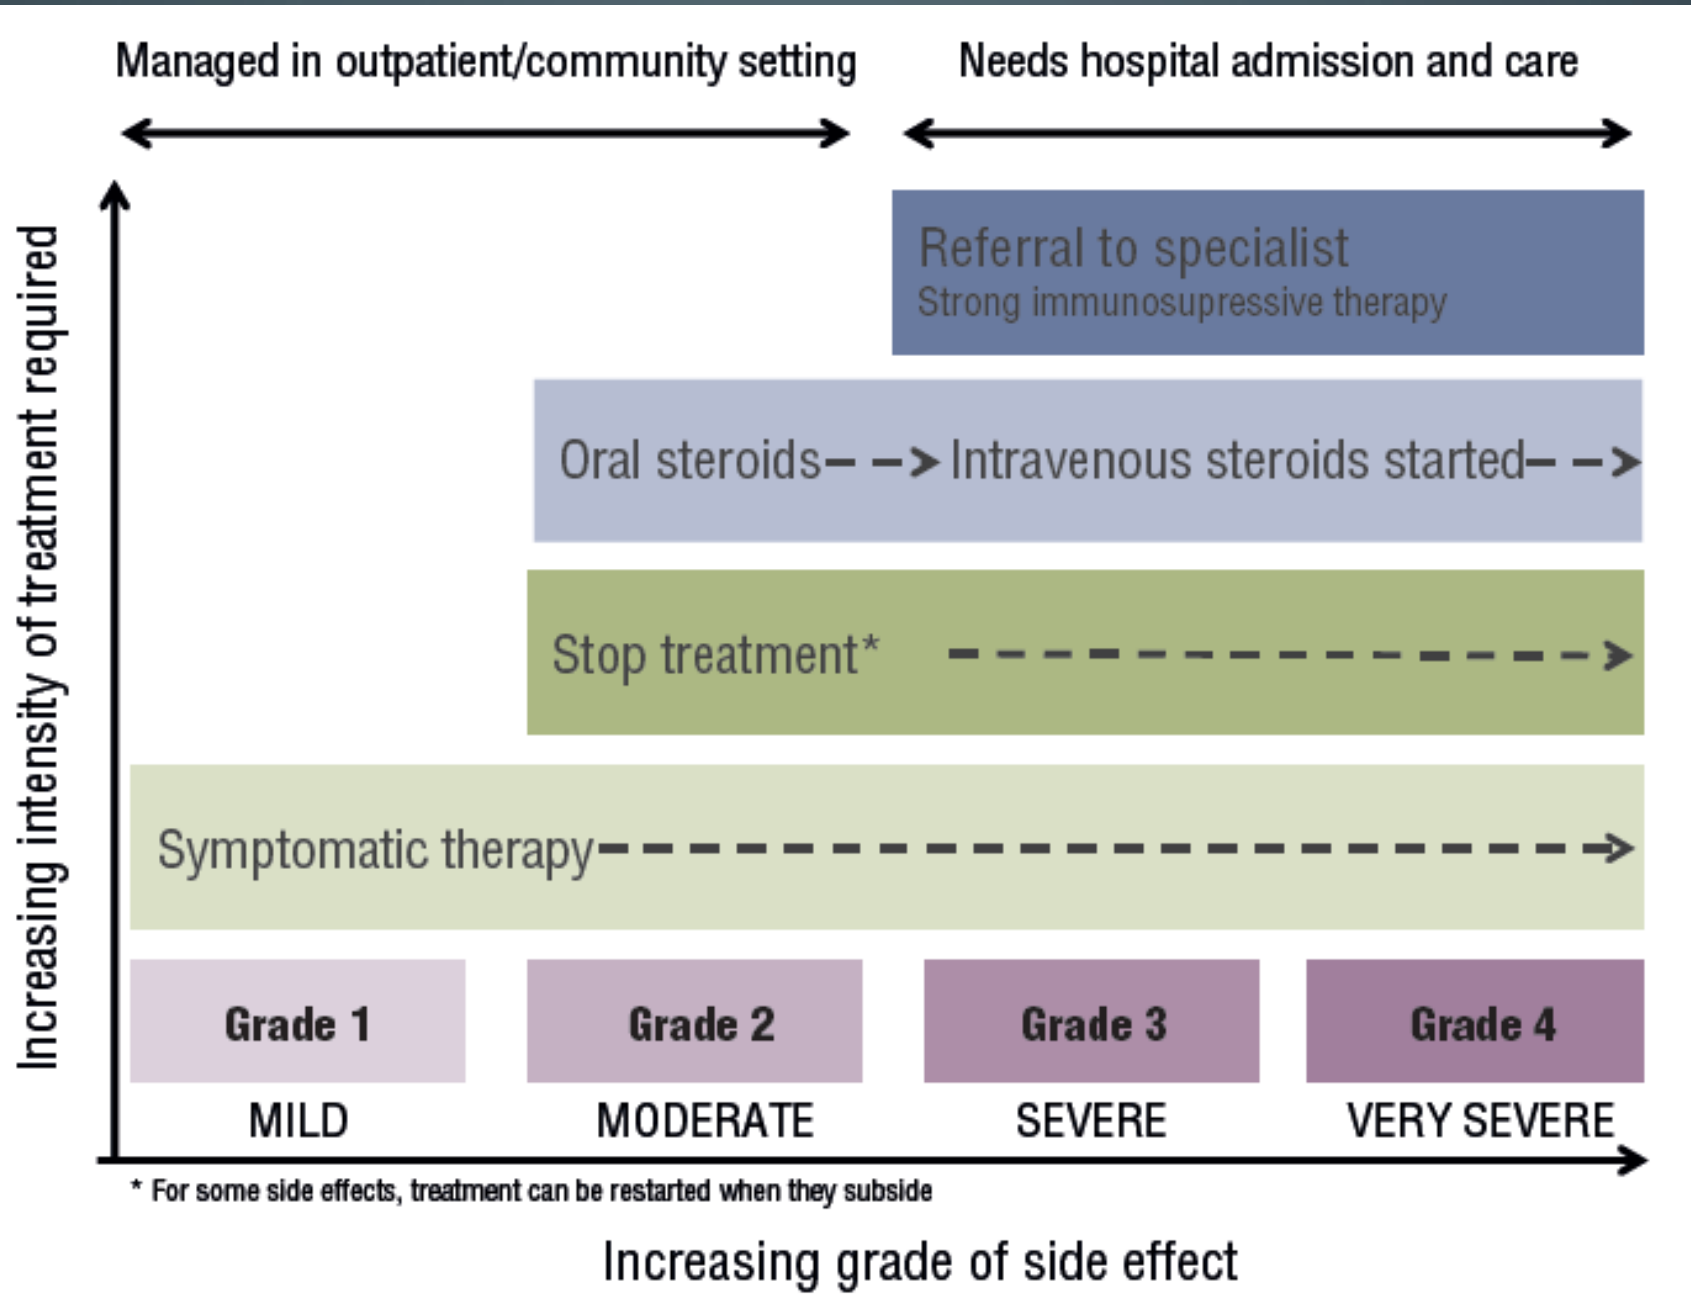 Managed in outpatient/community setting
Needs hospital admission and care
Increasing intensity of treatment required
Referral to specialist
Strong immunosupressive therapy
Oral steroids
Intravenous steroids started
Stop treatment*
Symptomatic therapy
Grade 1
Grade 2
Grade 3
Grade 4
MILD
MODERATE
SEVERE
VERY SEVERE
* For some side effects, treatment can be restarted when they subside
Increasing grade of side effect